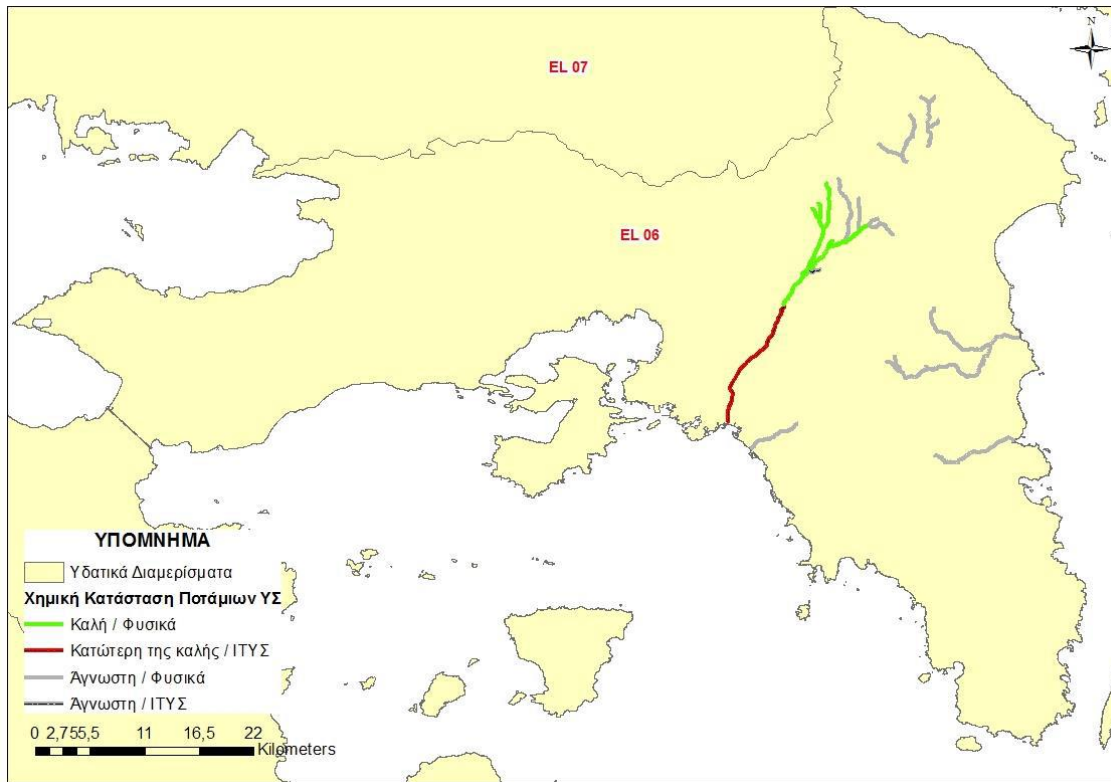 N
EL 07
EL 06
ΥΠΟΜΝΗΜΑ
Υδατικά Διαμερίσματα
Χημική Κατάσταση Ποτάμιων ΥΣ
Καλή / Φυσικά
Κατώτερη της καλής / ΙΤΥΣ
Άγνωστη / Φυσικά
Άγνωστη / ΙΤΥΣ
0 2,755,5 11 16,5 22
Kilometers